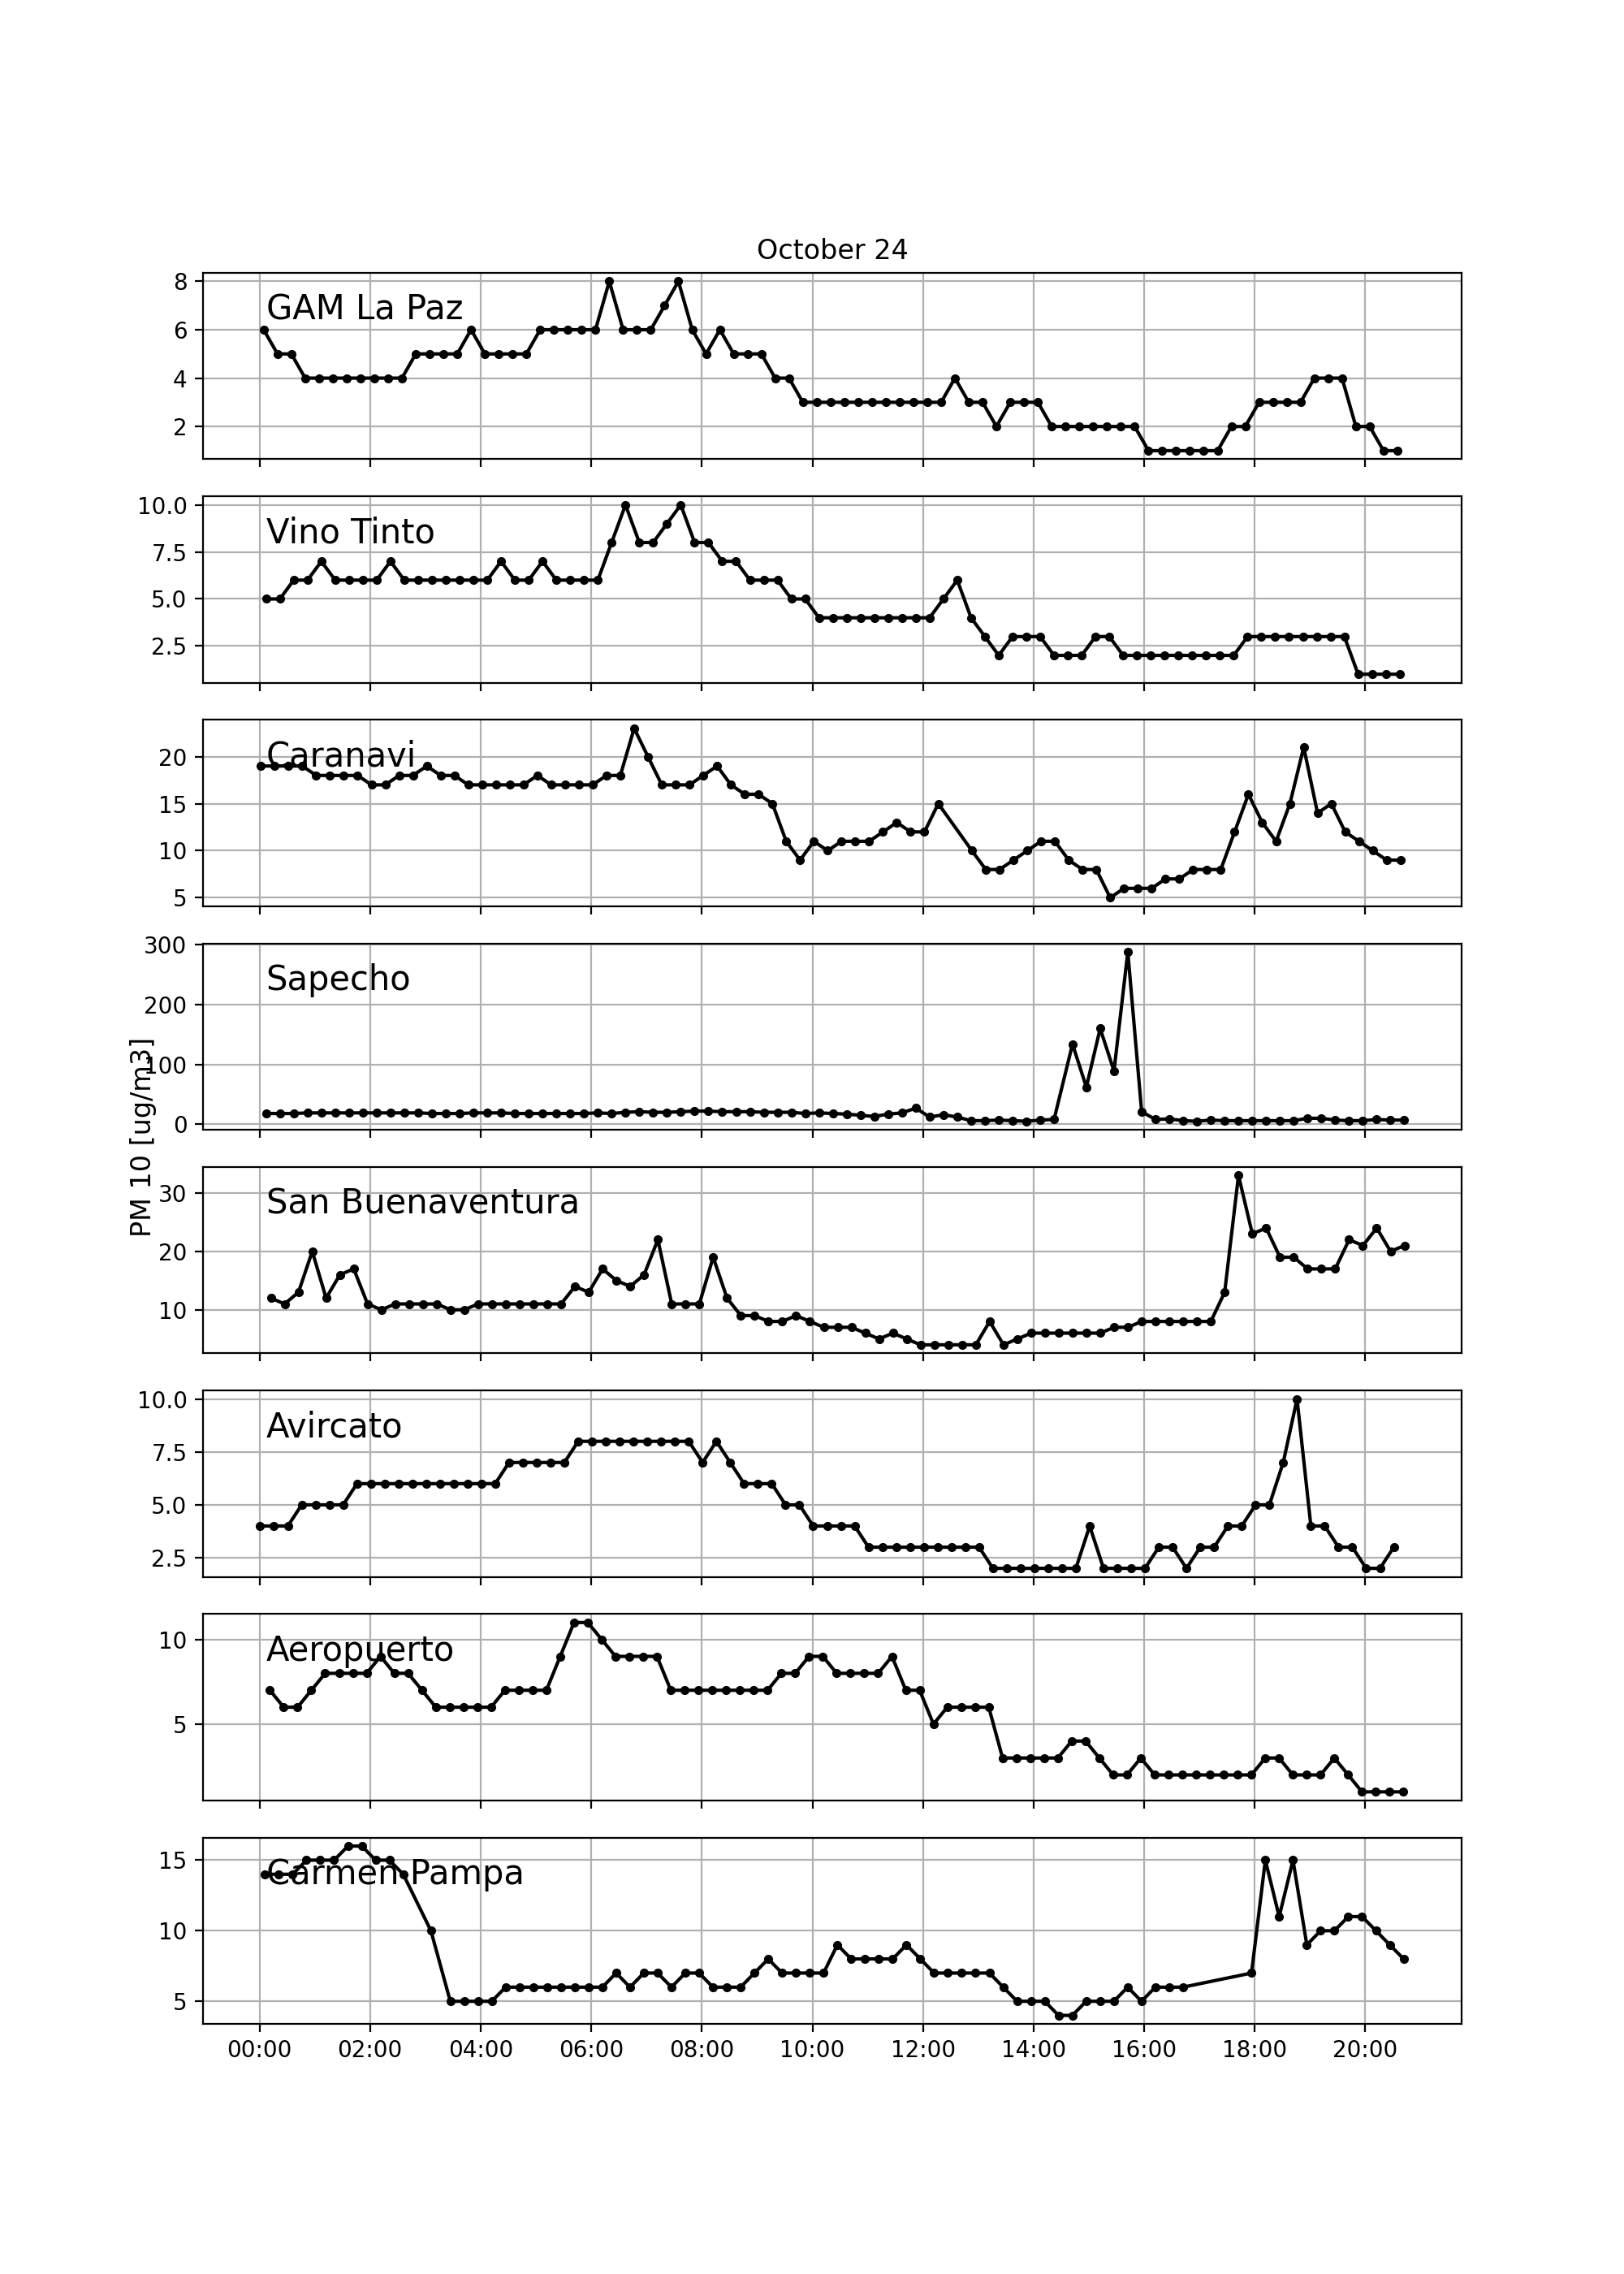 October 24
8
GAM La Paz
6
4
2
10.0
Vino Tinto
7.5
5.0
2.5
Caranavi
20
15
10
5
300
Sapecho
200
100
0
PM 10 [ug/m3]
San Buenaventura
30
20
10
10.0
Avircato
7.5
5.0
2.5
10
Aeropuerto
5
15
Carmen Pampa
10
5
00:00 02:00 04:00 06:00 08:00 10:00 12:00 14:00 16:00 18:00 20:00